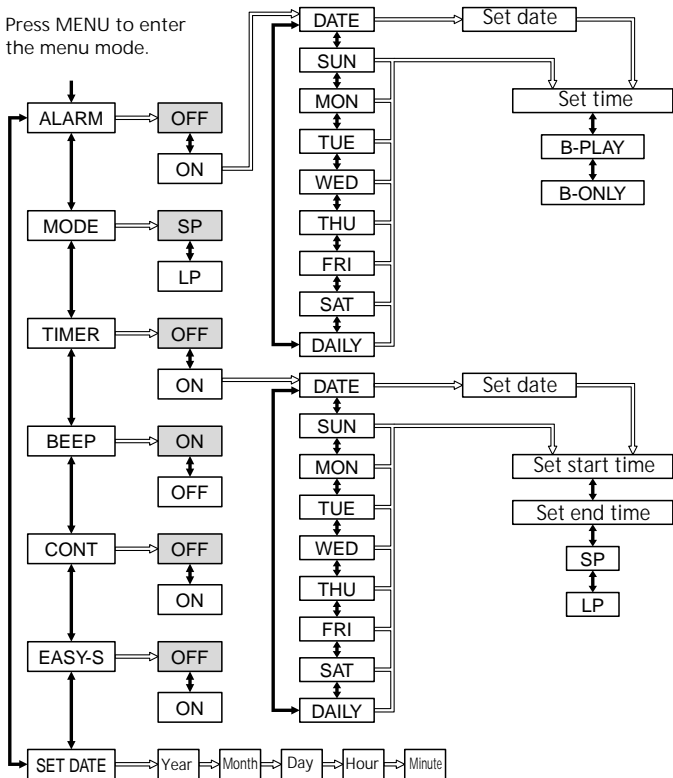 Press MENU to enter
the menu mode.
ALARM
OFF
ON
DATE
Set date
SUN
MON
TUE
WED
THU
FRI
SAT
DAILY
Set time
B-PLAY
B-ONLY
MODE
SP
LP
TIMER
OFF
ON
DATE
Set date
SUN
MON
TUE
WED
THU
FRI
SAT
DAILY
Set start time
Set end time
SP
LP
BEEP
ON
OFF
CONT
OFF
ON
EASY-S
OFF
ON
SET DATE
Year
Month
Day
Hour
Minute